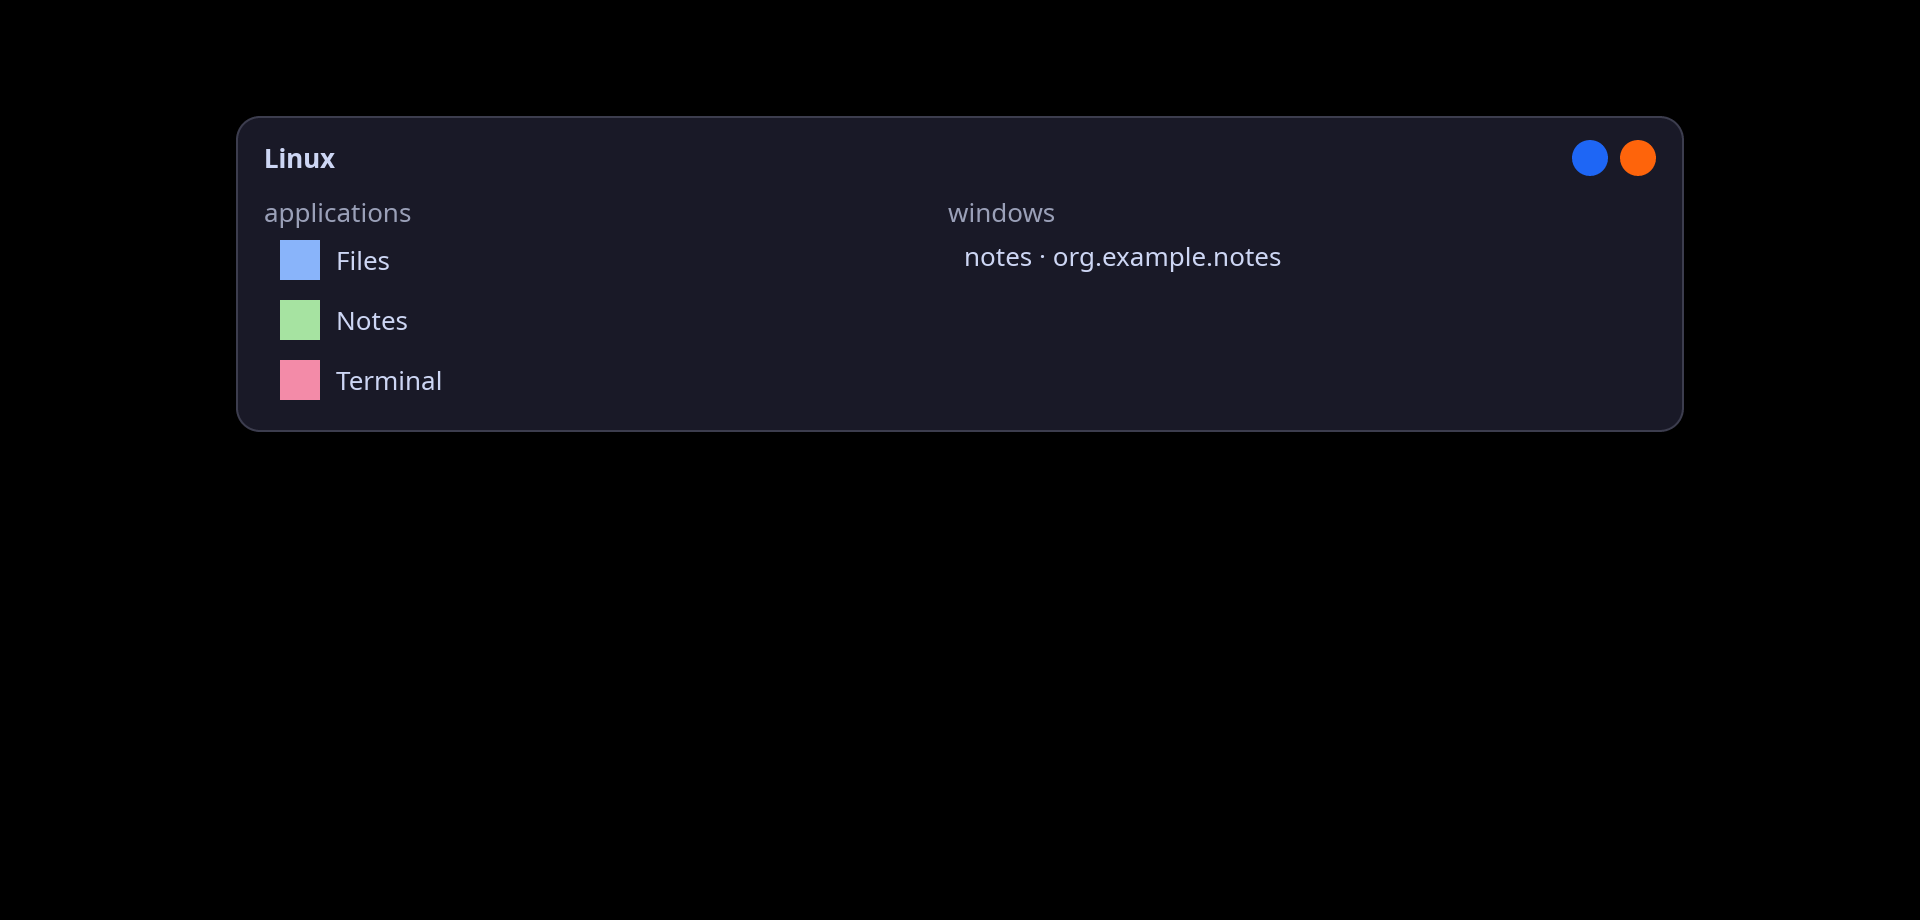 Linux
applications
Files
Notes
Terminal
windows
notes · org.example.notes